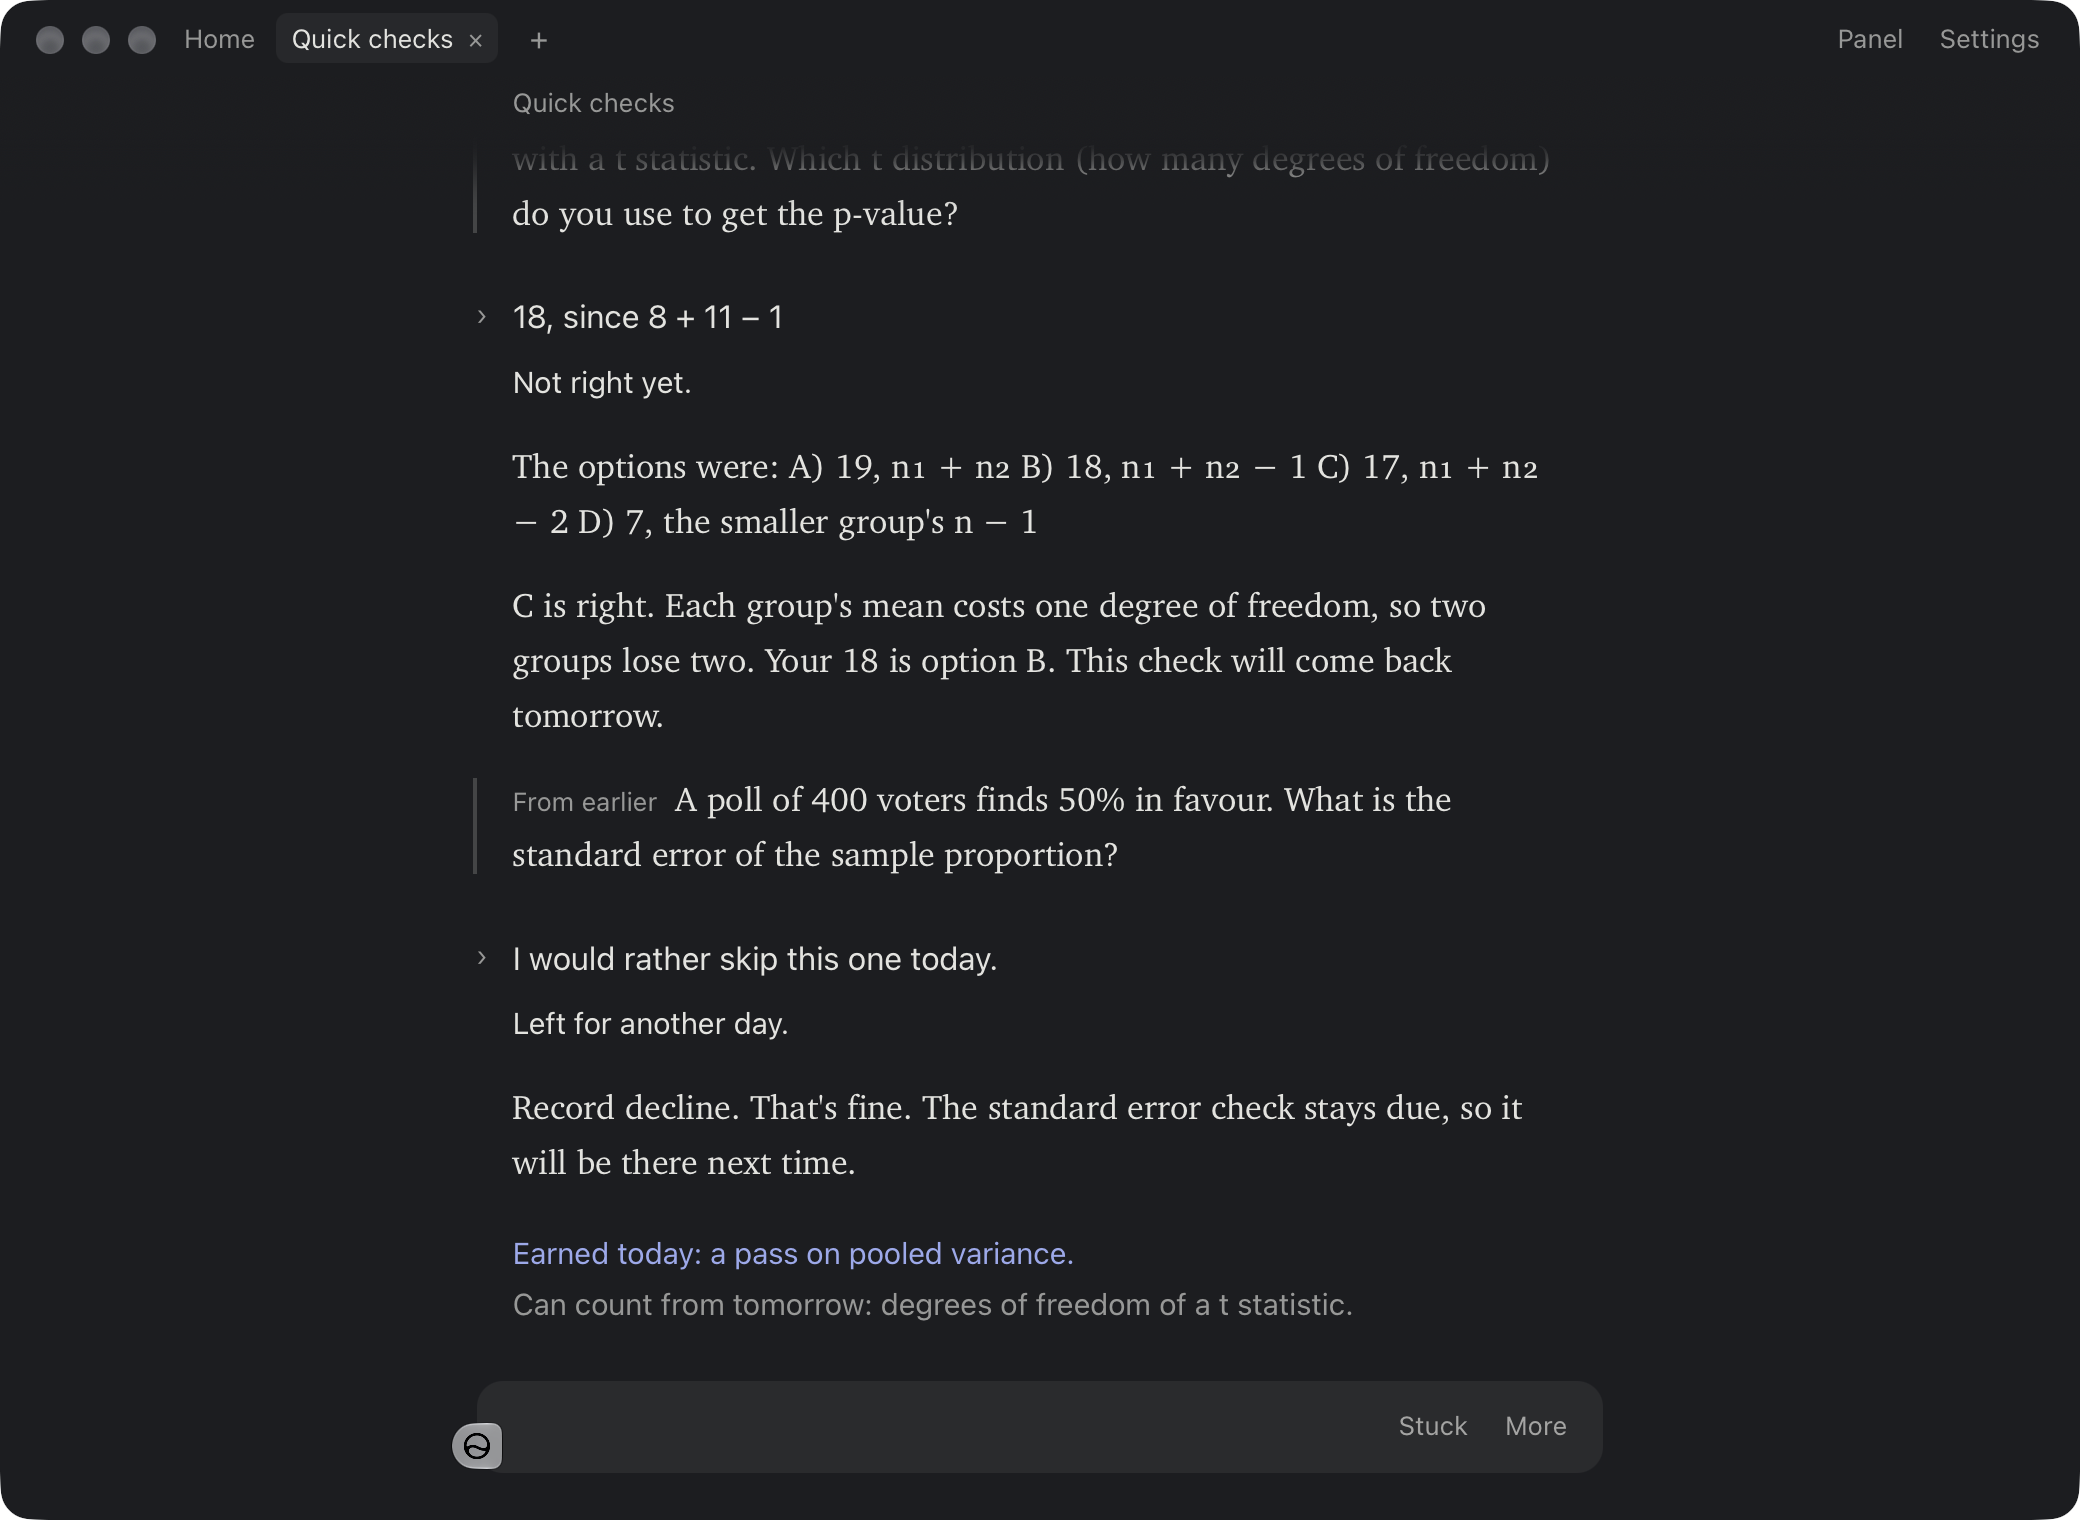 Home
Quick checks ×
+
Panel
Settings
Quick checks
with a t statistic. Which t distribution (how many degrees of freedom)
do you use to get the p-value?
› 18, since 8 + 11 – 1
Not right yet.
The options were: A) 19, n₁ + n₂ B) 18, n₁ + n₂ − 1 C) 17, n₁ + n₂
− 2 D) 7, the smaller group's n − 1
C is right. Each group's mean costs one degree of freedom, so two
groups lose two. Your 18 is option B. This check will come back
tomorrow.
From earlier A poll of 400 voters finds 50% in favour. What is the
standard error of the sample proportion?
› I would rather skip this one today.
Left for another day.
Record decline. That's fine. The standard error check stays due, so it
will be there next time.
Earned today: a pass on pooled variance.
Can count from tomorrow: degrees of freedom of a t statistic.
Stuck
More